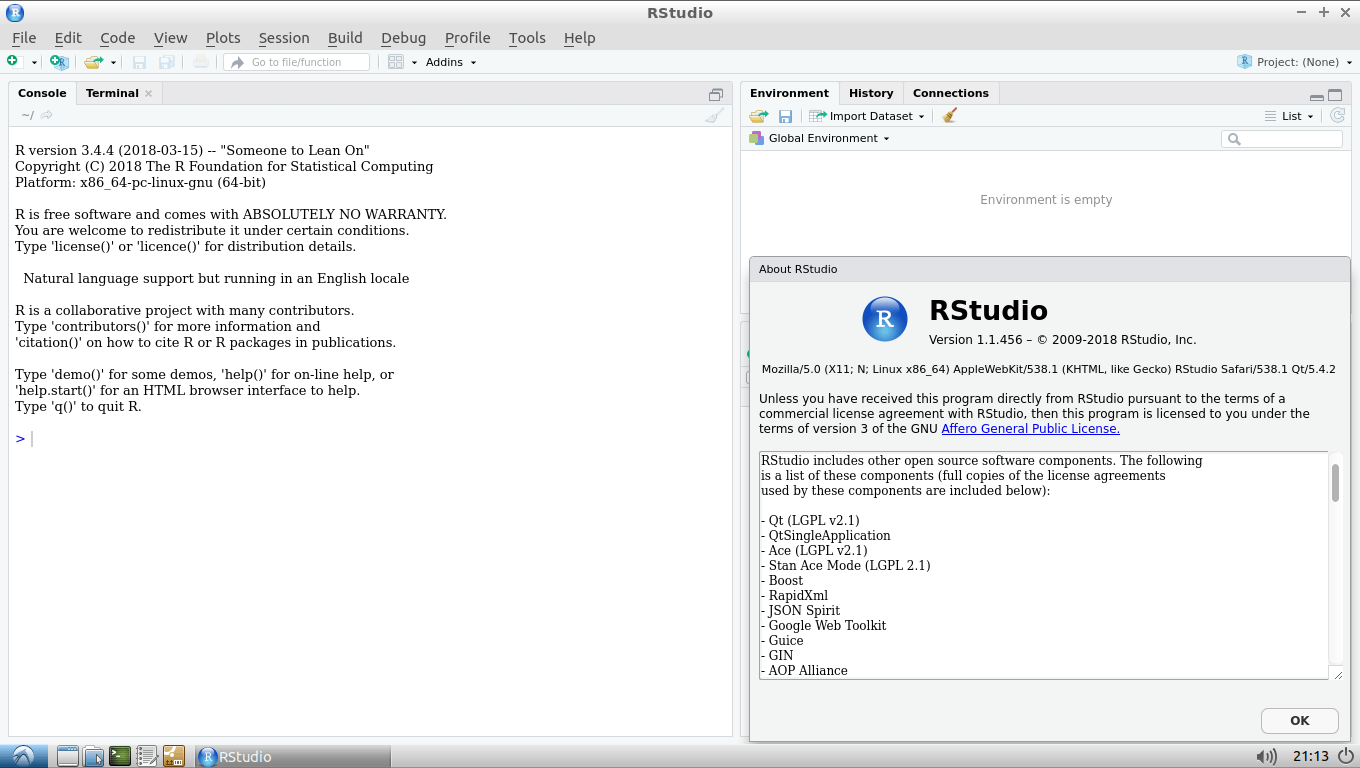 RStudio
File Edit Code View Plots Session Build Debug Profile Tools Help
Go to file/function
Addins
Project: (None)
Console Terminal
~/
R version 3.4.4 (2018-03-15) -- "Someone to Lean On"
Copyright (C) 2018 The R Foundation for Statistical Computing
Platform: x86_64-pc-linux-gnu (64-bit)
R is free software and comes with ABSOLUTELY NO WARRANTY.
You are welcome to redistribute it under certain conditions.
Type 'license()' or 'licence()' for distribution details.
Natural language support but running in an English locale
R is a collaborative project with many contributors.
Type 'contributors()' for more information and
'citation()' on how to cite R or R packages in publications.
Type 'demo()' for some demos, 'help()' for on-line help, or
'help.start()' for an HTML browser interface to help.
Type 'q()' to quit R.
>
Environment History Connections
Import Dataset
List
Global Environment
Environment is empty
About RStudio
R
RStudio
Version 1.1.456 – © 2009-2018 RStudio, Inc.
Mozilla/5.0 (X11; N; Linux x86_64) AppleWebKit/538.1 (KHTML, like Gecko) RStudio Safari/538.1 Qt/5.4.2
Unless you have received this program directly from RStudio pursuant to the terms of a
commercial license agreement with RStudio, then this program is licensed to you under the
terms of version 3 of the GNU Affero General Public License.
RStudio includes other open source software components. The following
is a list of these components (full copies of the license agreements
used by these components are included below):
- Qt (LGPL v2.1)
- QtSingleApplication
- Ace (LGPL v2.1)
- Stan Ace Mode (LGPL 2.1)
- Boost
- RapidXml
- JSON Spirit
- Google Web Toolkit
- Guice
- GIN
- AOP Alliance
OK
RStudio
21:13